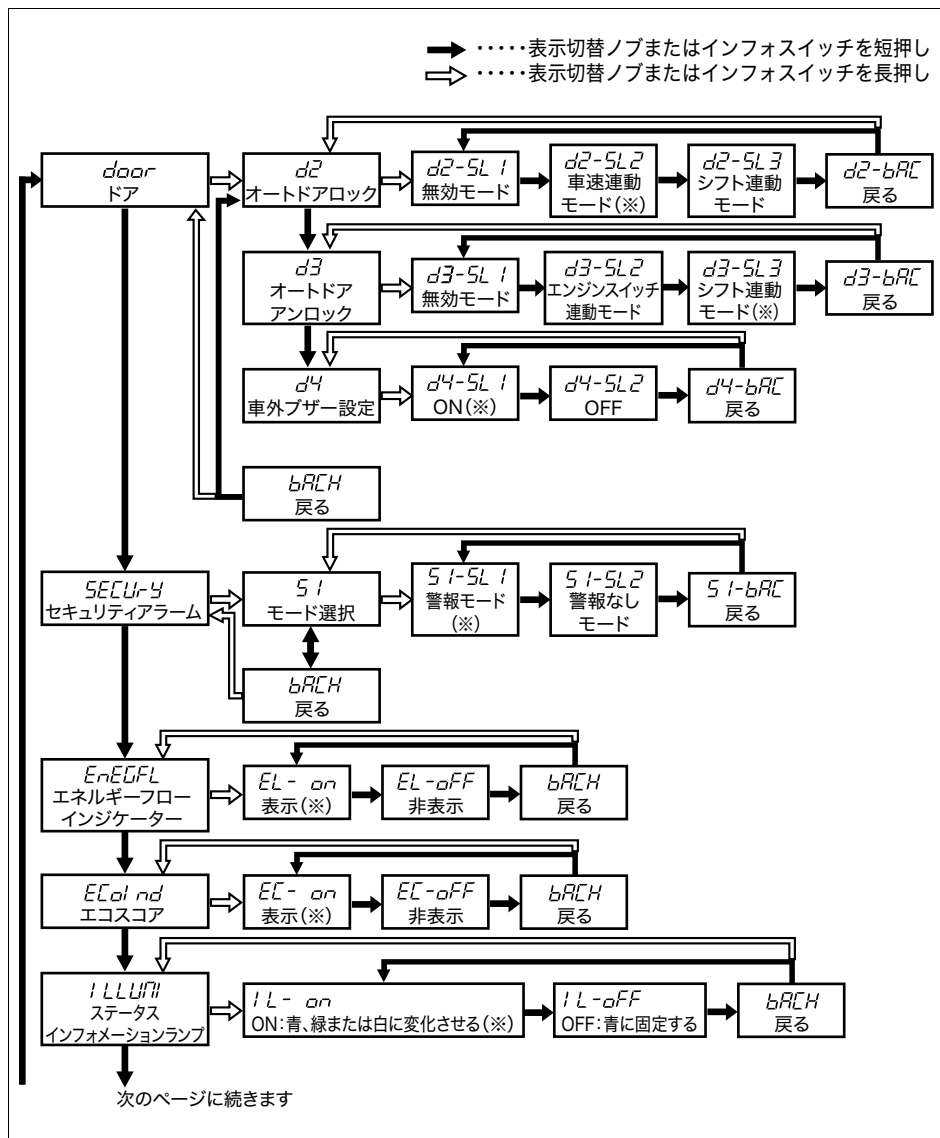 ·····表示切替ノブまたはインフォスイッチを短押し
·····表示切替ノブまたはインフォスイッチを長押し
door
ドア
d2
オートドアロック
d2-SL1
無効モード
d2-SL2
車速連動
モード(※)
d2-SL3
シフト連動
モード
d2-bAC
戻る
d3
オートドア
アンロック
d3-SL1
無効モード
d3-SL2
エンジンスイッチ
連動モード
d3-SL3
シフト連動
モード(※)
d3-bAC
戻る
d4
車外ブザー設定
d4-SL1
ON(※)
d4-SL2
OFF
d4-bAC
戻る
bACH
戻る
SECUrY
セキュリティアラーム
S1
モード選択
S1-SL1
警報モード
(※)
S1-SL2
警報なし
モード
S1-bAC
戻る
bACH
戻る
EnEGFL
エネルギーフロー
インジケーター
EL- on
表示(※)
EL-oFF
非表示
bACH
戻る
ECoInd
エコスコア
EC- on
表示(※)
EC-oFF
非表示
bACH
戻る
ILLUMI
ステータス
インフォメーションランプ
IL- on
ON:青、緑または白に変化させる(※)
IL-oFF
OFF:青に固定する
bACH
戻る
次のページに続きます